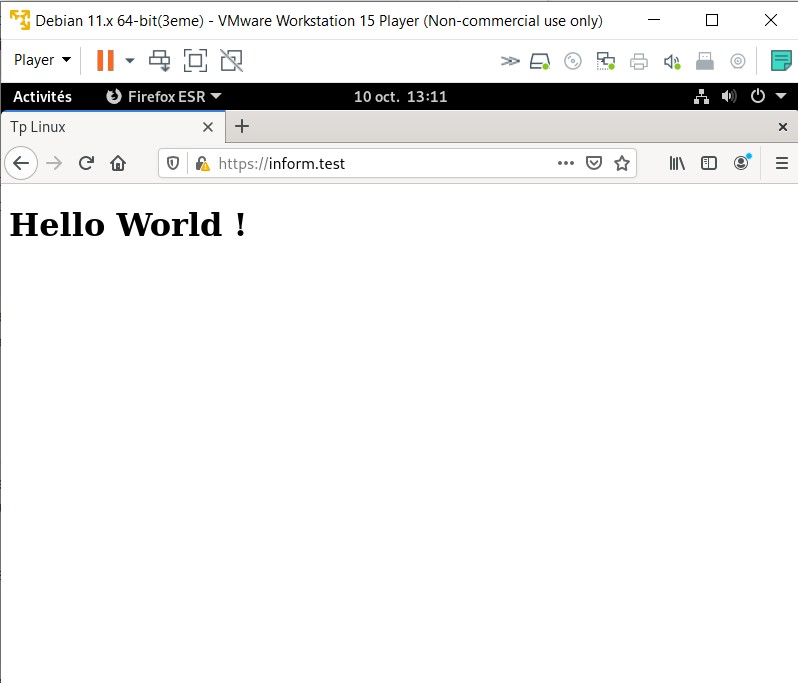 Debian 11.x 64-bit(3eme) - VMware Workstation 15 Player (Non-commercial use only)
Player
Activités Firefox ESR 10 oct. 13:11
Tp Linux
https://inform.test
Hello World !